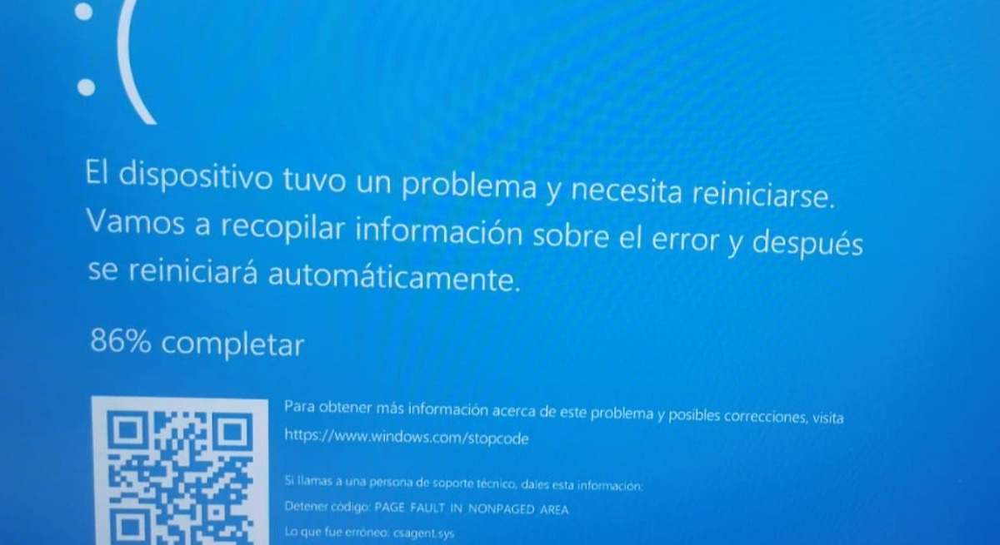 :(
El dispositivo tuvo un problema y necesita reiniciarse.
Vamos a recopilar información sobre el error y después
se reiniciará automáticamente.
86% completar
Para obtener más información acerca de este problema y posibles correcciones, visita
https://www.windows.com/stopcode
Si llamas a una persona de soporte técnico, dales esta información:
Detener código: PAGE FAULT IN NONPAGED AREA
Lo que fue erróneo: csagent.sys